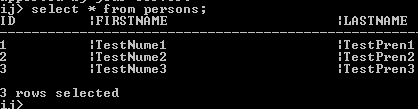 ij> select * from persons;
ID |FIRSTNAME |LASTNAME
1 |TestNume1 |TestPren1
2 |TestNume2 |TestPren2
3 |TestNume3 |TestPren3
3 rows selected
ij>